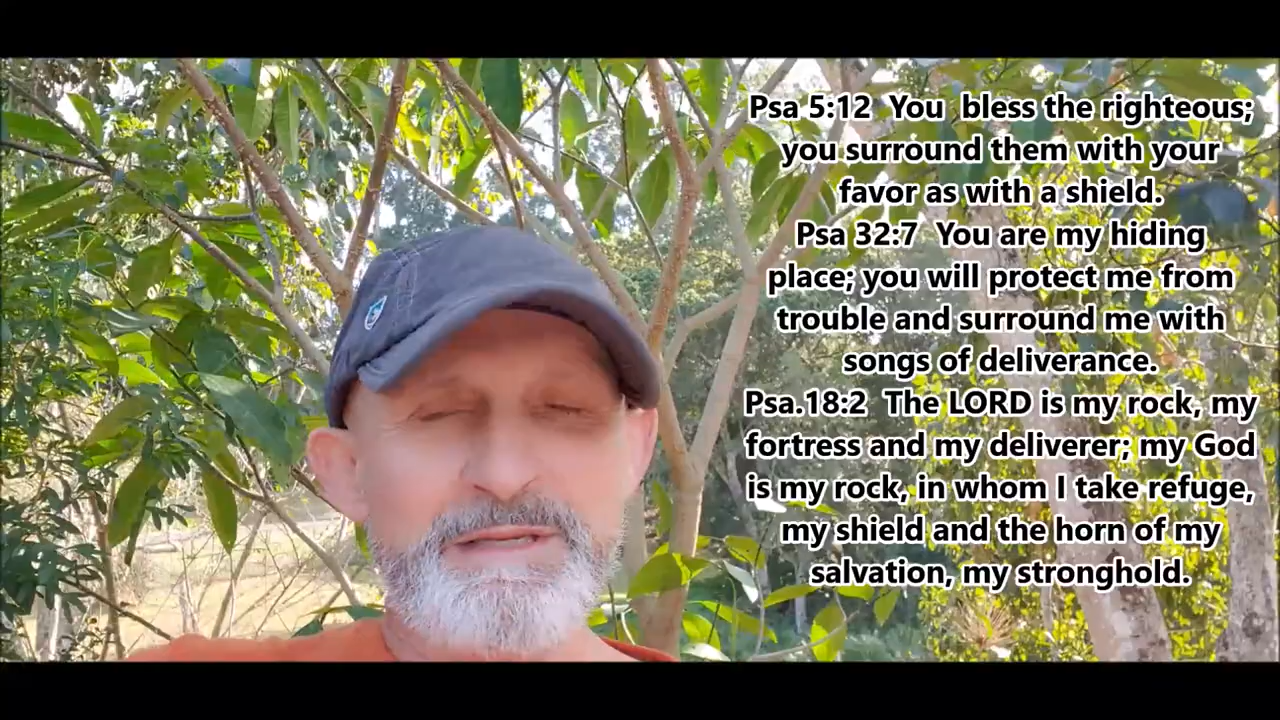 Psa 5:12  You  bless the righteous;
you surround them with your
favor as with a shield.
Psa 32:7  You are my hiding
place; you will protect me from
trouble and surround me with
songs of deliverance.
Psa.18:2  The LORD is my rock, my
fortress and my deliverer; my God
is my rock, in whom I take refuge,
my shield and the horn of my
salvation, my stronghold.